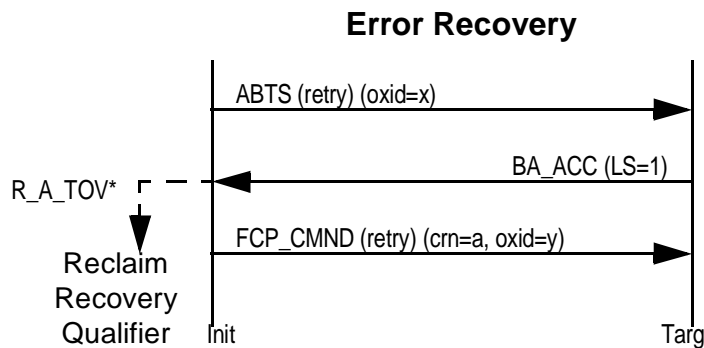 Error Recovery
ABTS (retry) (oxid=x)
BA_ACC (LS=1)
R_A_TOV*
FCP_CMND (retry) (crn=a, oxid=y)
Reclaim
Recovery
Qualifier
Init
Targ